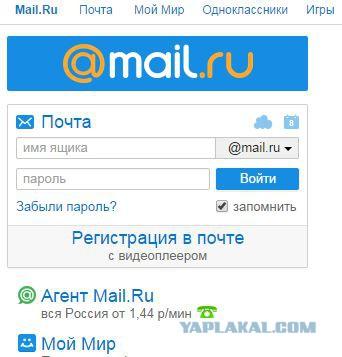 Mail.Ru Почта Мой Мир Одноклассники Игры
@mail.ru
Почта 8
имя ящика @mail.ru
пароль Войти
Забыли пароль? запомнить
Регистрация в почте
с видеоплеером
Агент Mail.Ru
вся Россия от 1,44 р/мин
YAPLAKAL.COM
Мой Мир